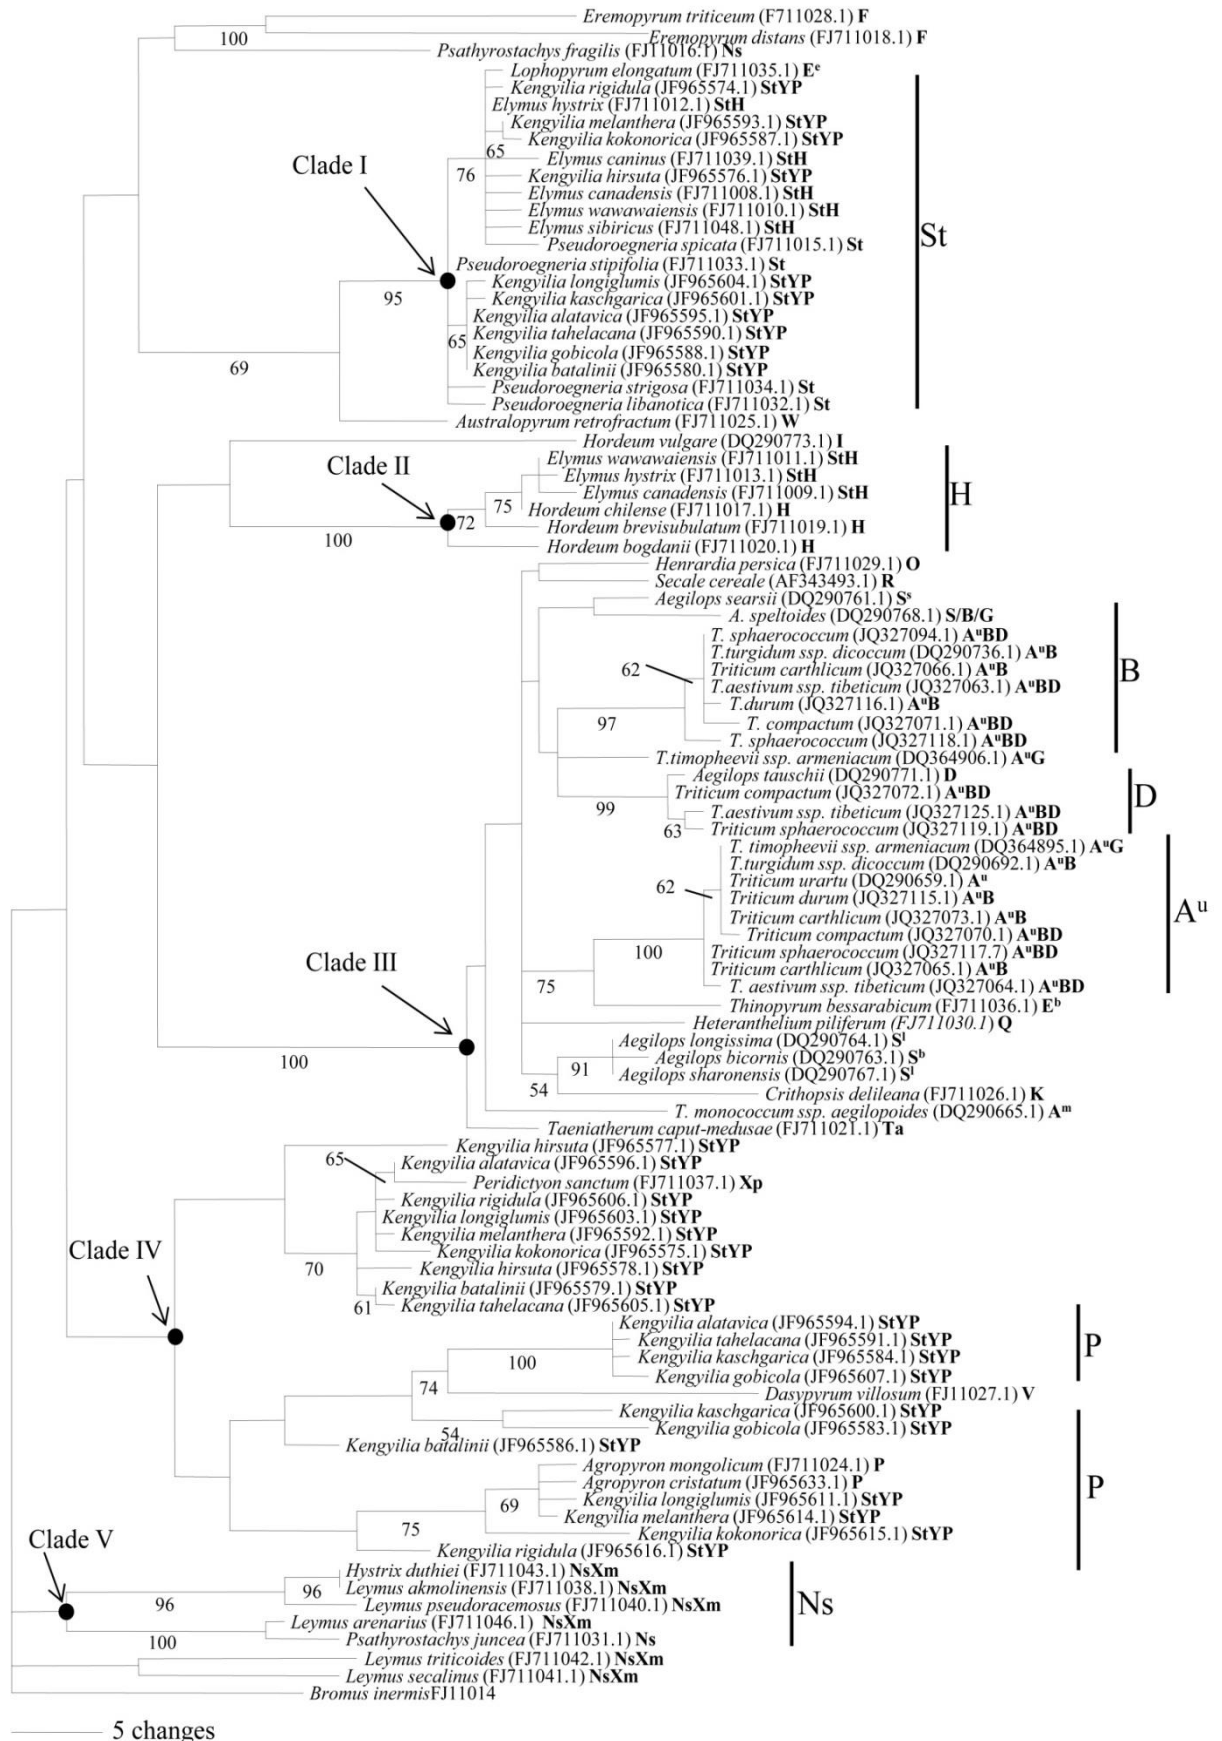 Eremopyrum triticeum (F711028.1) F
100
Eremopyrum distans (FJ711018.1) F
Psathyrostachys fragilis (FJ11016.1) Ns
Lophopyrum elongatum (FJ711035.1) Eᵉ
Kengyilia rigidula (JF965574.1) StYP
Elymus hystrix (FJ711012.1) StH
Kengyilia melanthera (JF965593.1) StYP
Kengyilia kokonorica (JF965587.1) StYP
65
Clade I
Elymus caninus (FJ711039.1) StH
76
Kengyilia hirsuta (JF965576.1) StYP
Elymus canadensis (FJ711008.1) StH
Elymus wawawaiensis (FJ711010.1) StH
Elymus sibiricus (FJ711048.1) StH
St
Pseudoroegneria spicata (FJ711015.1) St
Pseudoroegneria stipifolia (FJ711033.1) St
Kengyilia longiglumis (JF965604.1) StYP
95
Kengyilia kaschgarica (JF965601.1) StYP
Kengyilia alatavica (JF965595.1) StYP
Kengyilia tahelacana (JF965590.1) StYP
65
Kengyilia gobicola (JF965588.1) StYP
69
Kengyilia batalinii (JF965580.1) StYP
Pseudoroegneria strigosa (FJ711034.1) St
Pseudoroegneria libanotica (FJ711032.1) St
Australopyrum retrofractum (FJ711025.1) W
Hordeum vulgare (DQ290773.1) I
Elymus wawawaiensis (FJ711011.1) StH
Clade II
Elymus hystrix (FJ711013.1) StH
Elymus canadensis (FJ711009.1) StH
H
75
Hordeum chilense (FJ711017.1) H
72
Hordeum brevisubulatum (FJ711019.1) H
100
Hordeum bogdanii (FJ711020.1) H
Henrardia persica (FJ711029.1) O
Secale cereale (AF343493.1) R
Aegilops searsii (DQ290761.1) Sˢ
A. speltoides (DQ290768.1) S/B/G
T. sphaerococcum (JQ327094.1) AᵘBD
T.turgidum ssp. dicoccum (DQ290736.1) AᵘB
62
Triticum carthlicum (JQ327066.1) AᵘB
B
T.aestivum ssp. tibeticum (JQ327063.1) AᵘBD
T.durum (JQ327116.1) AᵘB
97
T. compactum (JQ327071.1) AᵘBD
T. sphaerococcum (JQ327118.1) AᵘBD
T.timopheevii ssp. armeniacum (DQ364906.1) AᵘG
Aegilops tauschii (DQ290771.1) D
Triticum compactum (JQ327072.1) AᵘBD
D
99
T.aestivum ssp. tibeticum (JQ327125.1) AᵘBD
63
Triticum sphaerococcum (JQ327119.1) AᵘBD
T. timopheevii ssp. armeniacum (DQ364895.1) AᵘG
T.turgidum ssp. dicoccum (DQ290692.1) AᵘB
62
Triticum urartu (DQ290659.1) Aᵘ
Triticum durum (JQ327115.1) AᵘB
Aᵘ
Triticum carthlicum (JQ327073.1) AᵘB
Triticum compactum (JQ327070.1) AᵘBD
100
Triticum sphaerococcum (JQ327117.7) AᵘBD
Clade III
Triticum carthlicum (JQ327065.1) AᵘB
75
T. aestivum ssp. tibeticum (JQ327064.1) AᵘBD
Thinopyrum bessarabicum (FJ711036.1) Eᵇ
Heteranthelium piliferum (FJ711030.1) Q
Aegilops longissima (DQ290764.1) Sˡ
100
Aegilops bicornis (DQ290763.1) Sᵇ
91
Aegilops sharonensis (DQ290767.1) Sˡ
54
Crithopsis delileana (FJ711026.1) K
T. monococcum ssp. aegilopoides (DQ290665.1) Aᵐ
Taeniatherum caput-medusae (FJ711021.1) Ta
Kengyilia hirsuta (JF965577.1) StYP
65
Kengyilia alatavica (JF965596.1) StYP
Peridictyon sanctum (FJ711037.1) Xp
Kengyilia rigidula (JF965606.1) StYP
Kengyilia longiglumis (JF965603.1) StYP
Kengyilia melanthera (JF965592.1) StYP
Clade IV
Kengyilia kokonorica (JF965575.1) StYP
70
Kengyilia hirsuta (JF965578.1) StYP
Kengyilia batalinii (JF965579.1) StYP
61
Kengyilia tahelacana (JF965605.1) StYP
Kengyilia alatavica (JF965594.1) StYP
Kengyilia tahelacana (JF965591.1) StYP
P
100
Kengyilia kaschgarica (JF965584.1) StYP
Kengyilia gobicola (JF965607.1) StYP
74
Dasypyrum villosum (FJ11027.1) V
Kengyilia kaschgarica (JF965600.1) StYP
Kengyilia gobicola (JF965583.1) StYP
54
Kengyilia batalinii (JF965586.1) StYP
Agropyron mongolicum (FJ711024.1) P
Agropyron cristatum (JF965633.1) P
P
69
Kengyilia longiglumis (JF965611.1) StYP
Kengyilia melanthera (JF965614.1) StYP
75
Kengyilia kokonorica (JF965615.1) StYP
Clade V
Kengyilia rigidula (JF965616.1) StYP
Hystrix duthiei (FJ711043.1) NsXm
96
Leymus akmolinensis (FJ711038.1) NsXm
96
Leymus pseudoracemosus (FJ711040.1) NsXm
Ns
Leymus arenarius (FJ711046.1) NsXm
100
Psathyrostachys juncea (FJ711031.1) Ns
Leymus triticoides (FJ711042.1) NsXm
Leymus secalinus (FJ711041.1) NsXm
Bromus inermisFJ11014
5 changes